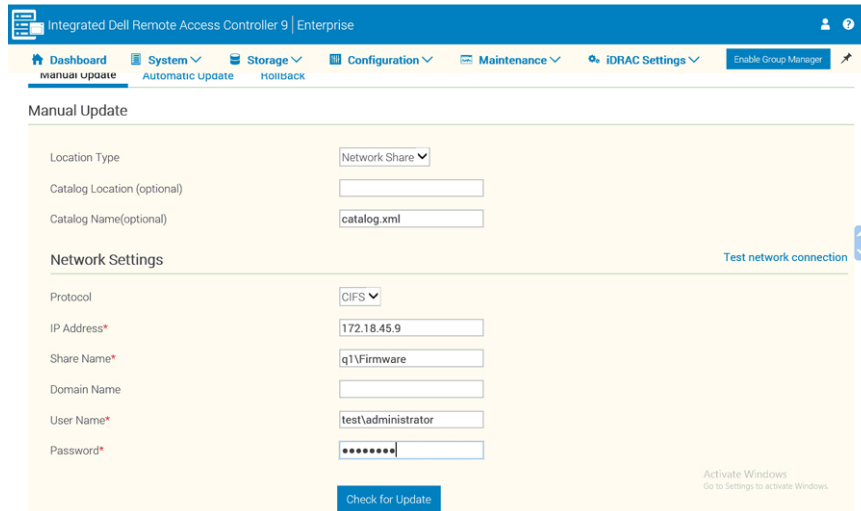 Integrated Dell Remote Access Controller 9 | Enterprise
Dashboard System Storage Configuration Maintenance iDRAC Settings Enable Group Manager
Manual Update Automatic Update RollBack
Manual Update
Location Type Network Share
Catalog Location (optional)
Catalog Name(optional) catalog.xml
Network Settings Test network connection
Protocol CIFS
IP Address* 172.18.45.9
Share Name* q1\Firmware
Domain Name
User Name* test\administrator
Password* ••••••••
Activate Windows
Go to Settings to activate Windows.
Check for Update